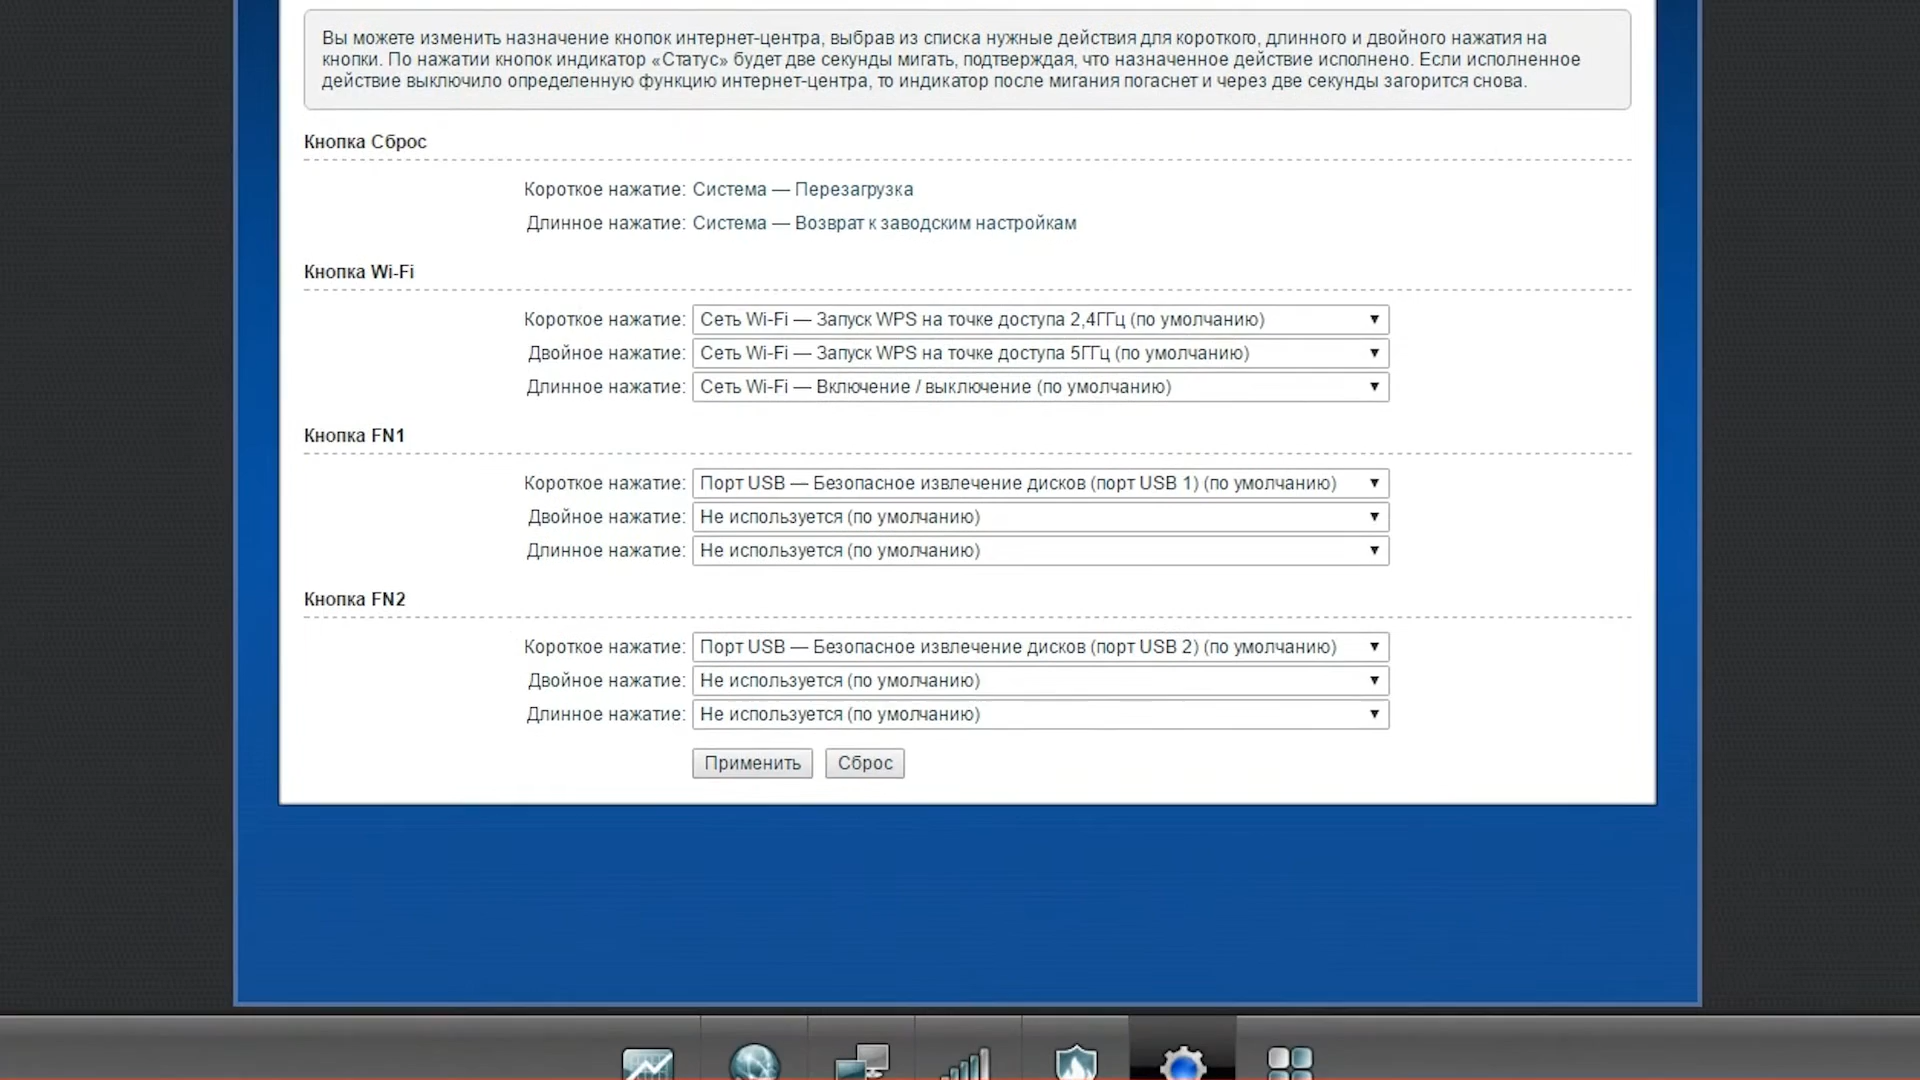 Вы можете изменить назначение кнопок интернет-центра, выбрав из списка нужные действия для короткого, длинного и двойного нажатия на
кнопки. По нажатии кнопок индикатор «Статус» будет две секунды мигать, подтверждая, что назначенное действие исполнено. Если исполненное
действие выключило определенную функцию интернет-центра, то индикатор после мигания погаснет и через две секунды загорится снова.
Кнопка Сброс
Короткое нажатие: Система — Перезагрузка
Длинное нажатие: Система — Возврат к заводским настройкам
Кнопка Wi-Fi
Короткое нажатие: Сеть Wi-Fi — Запуск WPS на точке доступа 2,4ГГц (по умолчанию)
Двойное нажатие: Сеть Wi-Fi — Запуск WPS на точке доступа 5ГГц (по умолчанию)
Длинное нажатие: Сеть Wi-Fi — Включение / выключение (по умолчанию)
Кнопка FN1
Короткое нажатие: Порт USB — Безопасное извлечение дисков (порт USB 1) (по умолчанию)
Двойное нажатие: Не используется (по умолчанию)
Длинное нажатие: Не используется (по умолчанию)
Кнопка FN2
Короткое нажатие: Порт USB — Безопасное извлечение дисков (порт USB 2) (по умолчанию)
Двойное нажатие: Не используется (по умолчанию)
Длинное нажатие: Не используется (по умолчанию)
Применить Сброс